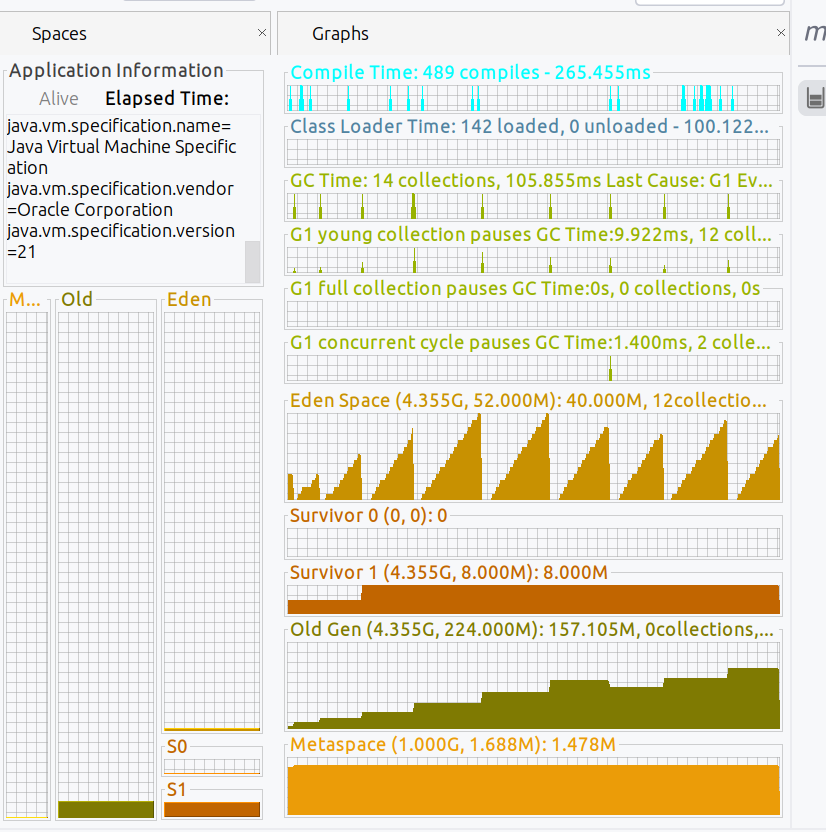 Spaces
Graphs
Application Information
Alive Elapsed Time:
java.vm.specification.name=
Java Virtual Machine Specific
ation
java.vm.specification.vendor
=Oracle Corporation
java.vm.specification.version
=21
M...
Old
Eden
S0
S1
Compile Time: 489 compiles - 265.455ms
Class Loader Time: 142 loaded, 0 unloaded - 100.122...
GC Time: 14 collections, 105.855ms Last Cause: G1 Ev...
G1 young collection pauses GC Time:9.922ms, 12 coll...
G1 full collection pauses GC Time:0s, 0 collections, 0s
G1 concurrent cycle pauses GC Time:1.400ms, 2 colle...
Eden Space (4.355G, 52.000M): 40.000M, 12collectio...
Survivor 0 (0, 0): 0
Survivor 1 (4.355G, 8.000M): 8.000M
Old Gen (4.355G, 224.000M): 157.105M, 0collections,...
Metaspace (1.000G, 1.688M): 1.478M